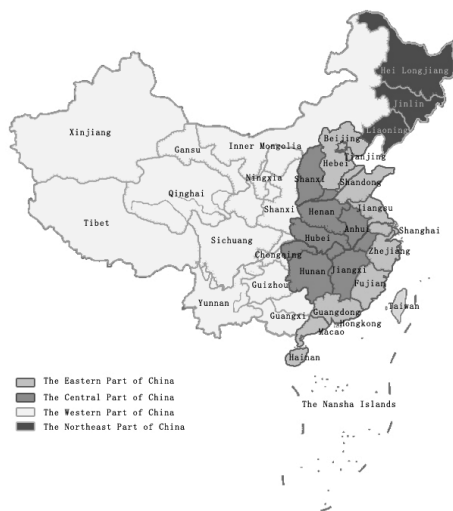 Hei Longjiang
Jinlin
Liaoning
Xinjiang
Beijing
Inner Mongolia
Gansu
Tianjing
Hebei
Ningxia
Shanxi
Shandong
Qinghai
Shanxi
Henan
Jiangsu
Tibet
Anhui
Shanghai
Sichuang
Hubei
Zhejiang
Chongqing
Hunan
Jiangxi
Guizhou
Fujian
Yunnan
Taiwan
Guangxi
Guangdong
Hongkong
Macao
Hainan
The Eastern Part of China
The Central Part of China
The Nansha Islands
The Western Part of China
The Northeast Part of China